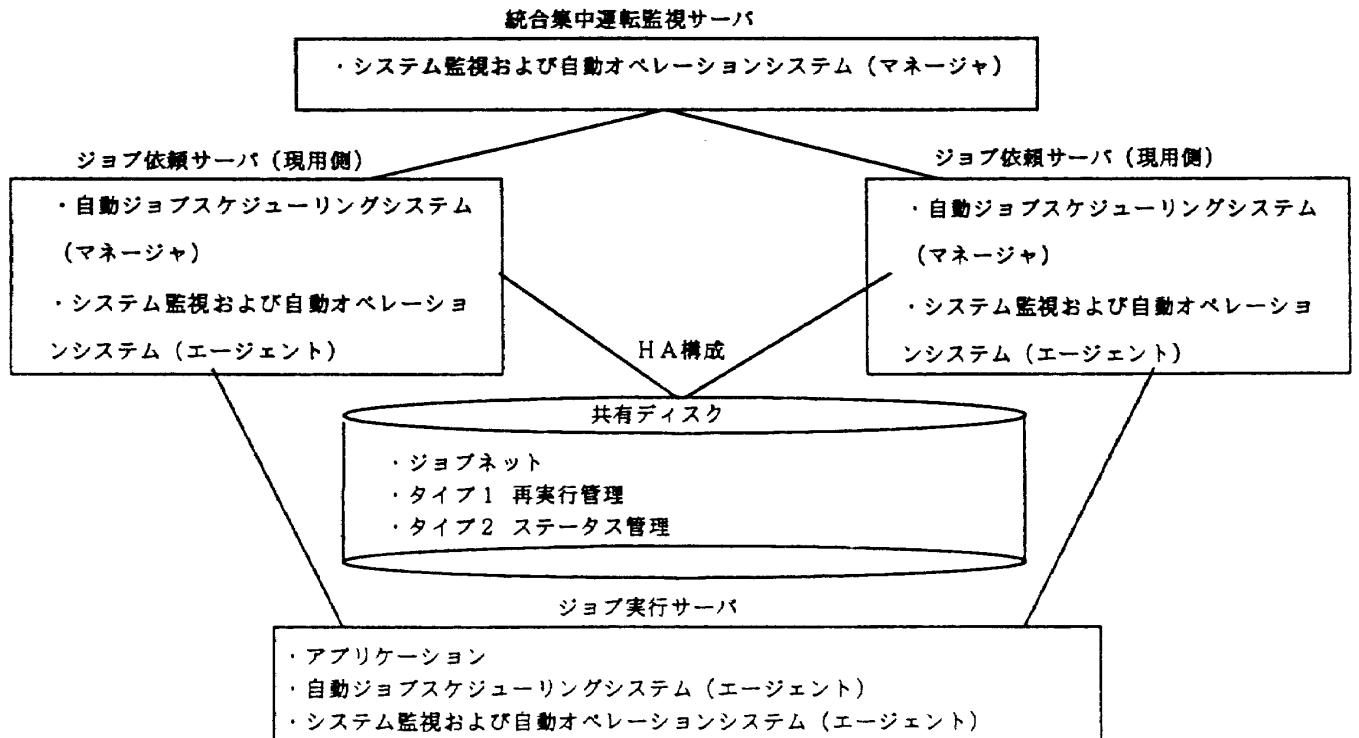 統合集中運転監視サーバ
・システム監視および自動オペレーションシステム（マネージャ）
ジョブ依頼サーバ（現用側）
・自動ジョブスケジューリングシステム
（マネージャ）
・システム監視および自動オペレーショ
ンシステム（エージェント）
ジョブ依頼サーバ（現用側）
・自動ジョブスケジューリングシステム
（マネージャ）
・システム監視および自動オペレーショ
ンシステム（エージェント）
ＨＡ構成
共有ディスク
・ジョブネット
・タイプ１ 再実行管理
・タイプ２ ステータス管理
ジョブ実行サーバ
・アプリケーション
・自動ジョブスケジューリングシステム（エージェント）
・システム監視および自動オペレーションシステム（エージェント）